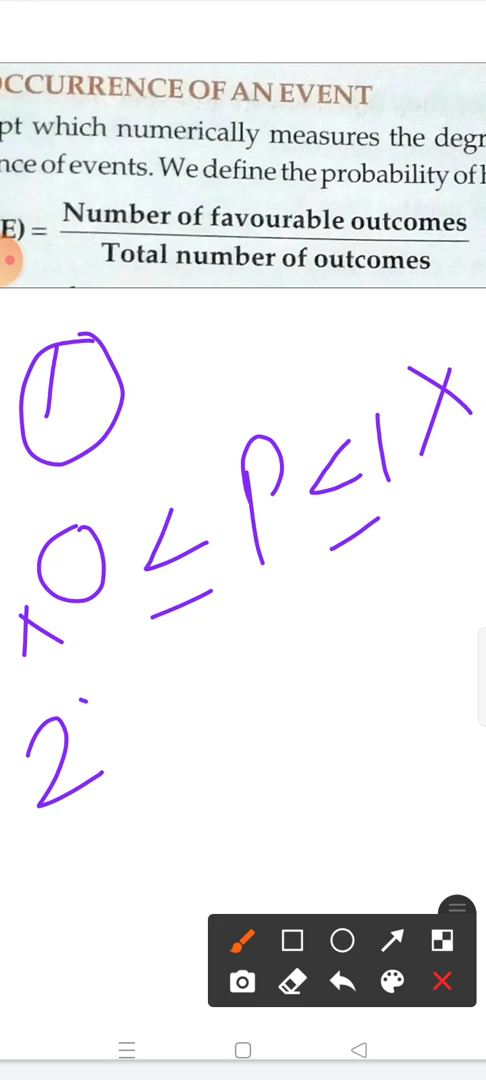 OCCURRENCE OF AN EVENT
pt which numerically measures the degr
nce of events. We define the probability of
E) = Number of favourable outcomes
Total number of outcomes
1
0 ≤ P ≤ 1 X
X
2